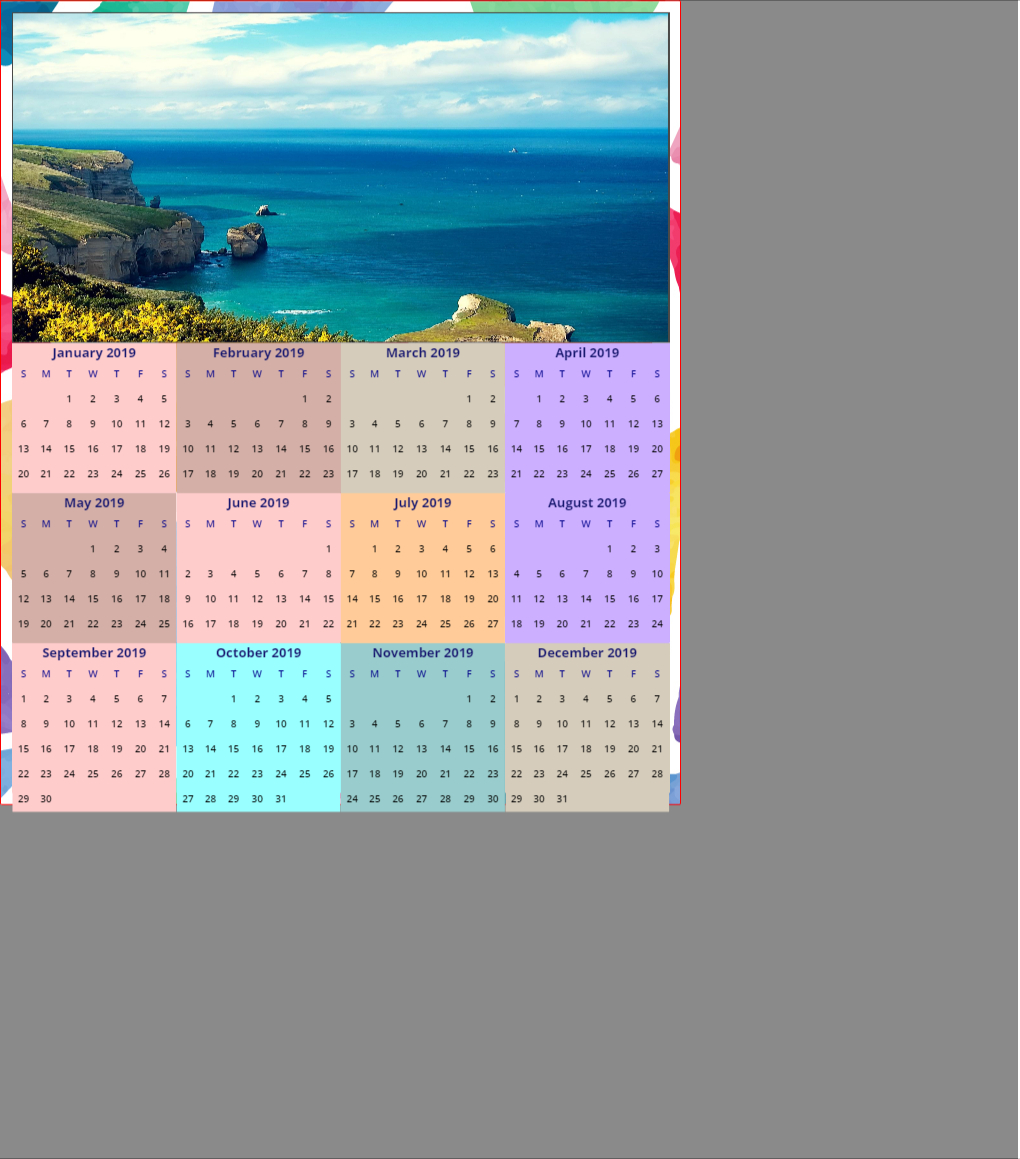 January 2019 February 2019 March 2019 April 2019
S M T W T F S S M T W T F S S M T W T F S S M T W T F S
1 2 3 4 5 1 2 1 2 1 2 3 4 5 6
6 7 8 9 10 11 12 3 4 5 6 7 8 9 3 4 5 6 7 8 9 7 8 9 10 11 12 13
13 14 15 16 17 18 19 10 11 12 13 14 15 16 10 11 12 13 14 15 16 14 15 16 17 18 19 20
20 21 22 23 24 25 26 17 18 19 20 21 22 23 17 18 19 20 21 22 23 21 22 23 24 25 26 27
May 2019 June 2019 July 2019 August 2019
S M T W T F S S M T W T F S S M T W T F S S M T W T F S
1 2 3 4 1 1 2 3 4 5 6 1 2 3
5 6 7 8 9 10 11 2 3 4 5 6 7 8 7 8 9 10 11 12 13 4 5 6 7 8 9 10
12 13 14 15 16 17 18 9 10 11 12 13 14 15 14 15 16 17 18 19 20 11 12 13 14 15 16 17
19 20 21 22 23 24 25 16 17 18 19 20 21 22 21 22 23 24 25 26 27 18 19 20 21 22 23 24
September 2019 October 2019 November 2019 December 2019
S M T W T F S S M T W T F S S M T W T F S S M T W T F S
1 2 3 4 5 6 7 1 2 3 4 5 1 2 1 2 3 4 5 6 7
8 9 10 11 12 13 14 6 7 8 9 10 11 12 3 4 5 6 7 8 9 8 9 10 11 12 13 14
15 16 17 18 19 20 21 13 14 15 16 17 18 19 10 11 12 13 14 15 16 15 16 17 18 19 20 21
22 23 24 25 26 27 28 20 21 22 23 24 25 26 17 18 19 20 21 22 23 22 23 24 25 26 27 28
29 30 27 28 29 30 31 24 25 26 27 28 29 30 29 30 31